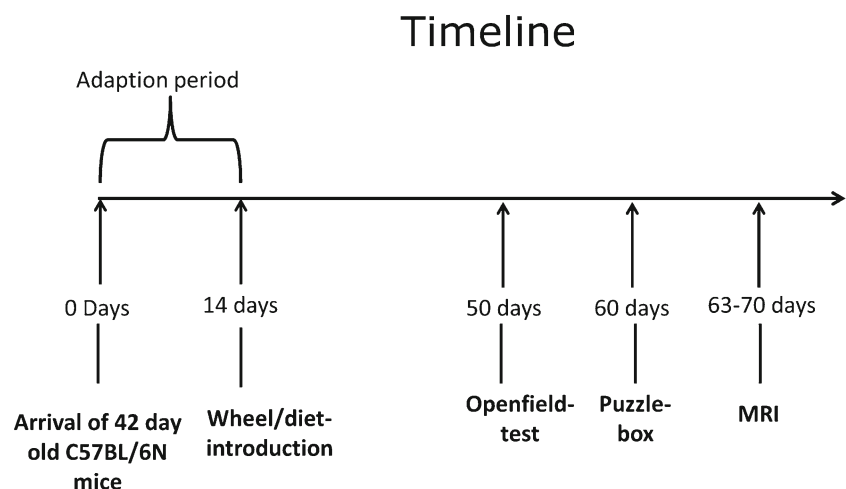 Timeline
Adaption period
0 Days
14 days
50 days
60 days
63-70 days
Arrival of 42 day
old C57BL/6N
mice
Wheel/diet-
introduction
Openfield-
test
Puzzle-
box
MRI